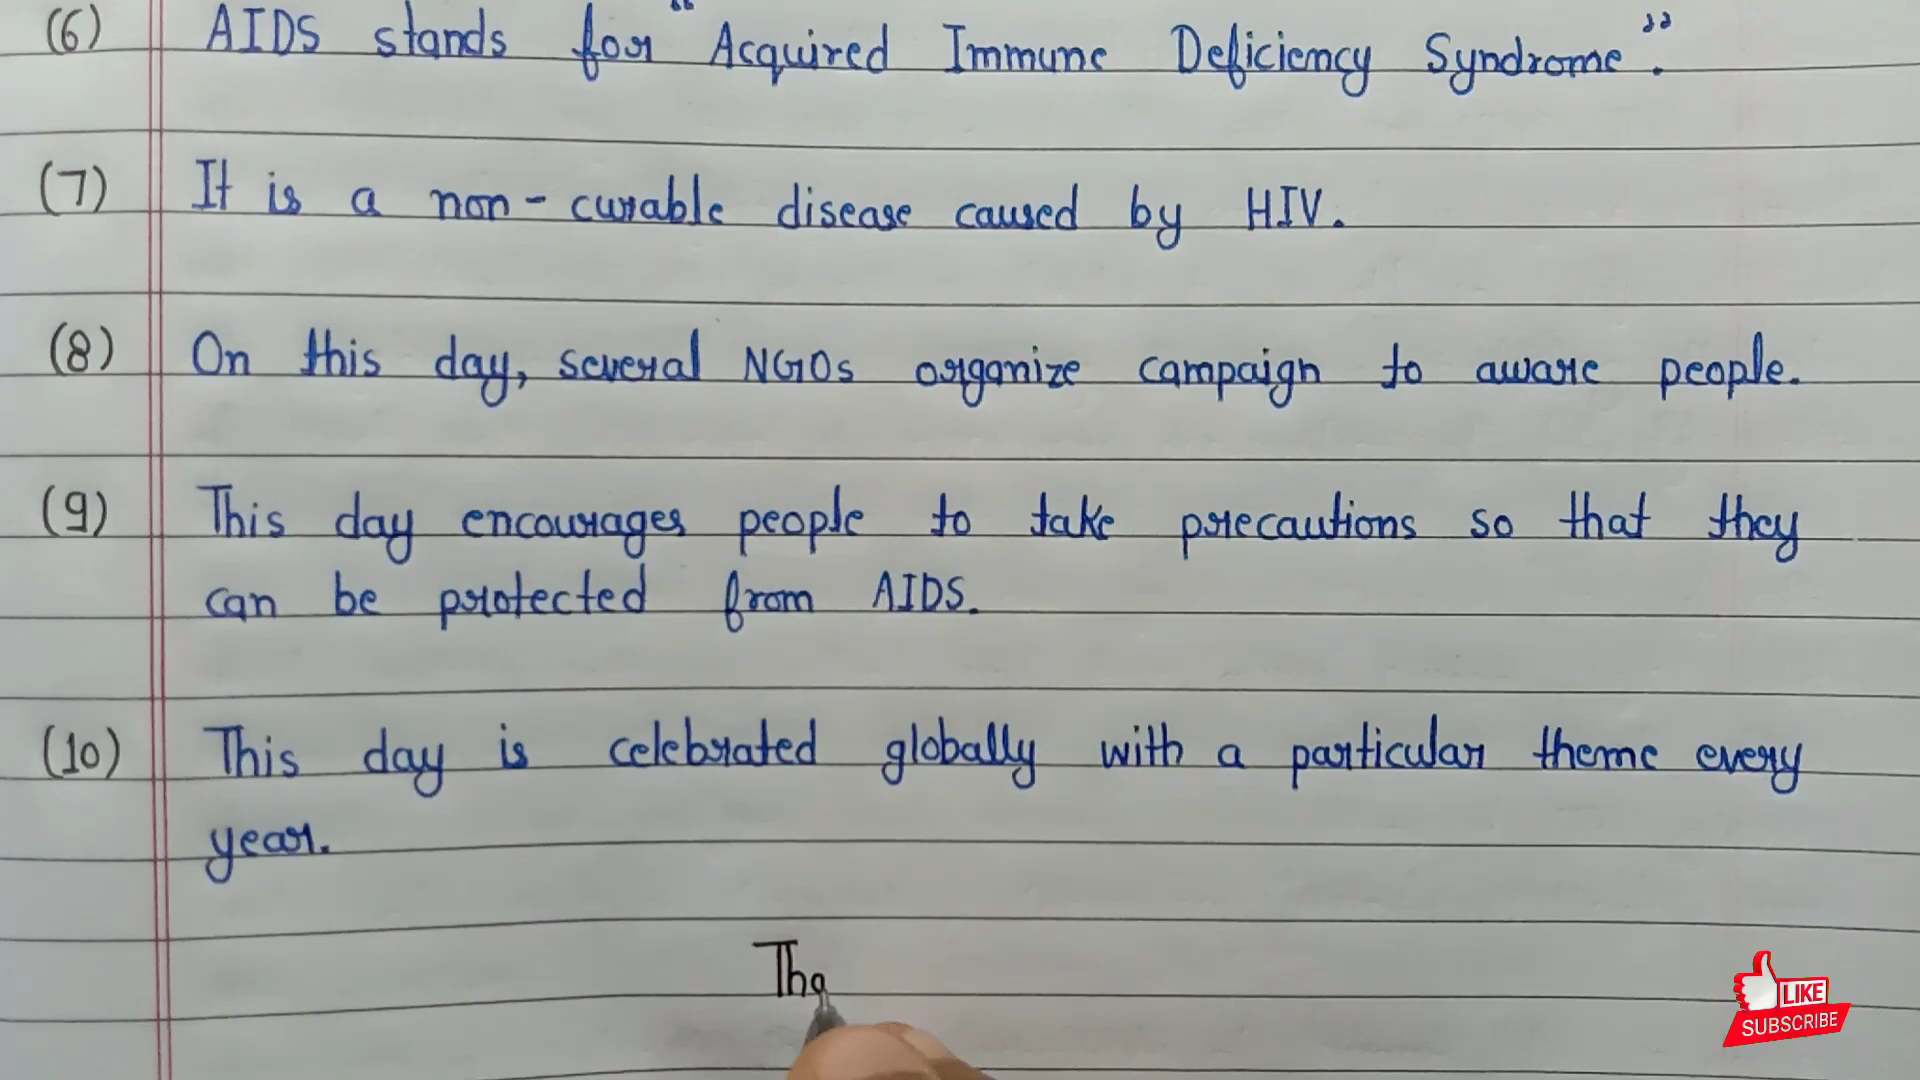 (6) AIDS stands for "Acquired Immune Deficiency Syndrome".
(7) It is a non-curable disease caused by HIV.
(8) On this day, several NGOs organize campaign to aware people.
(9) This day encourages people to take precautions so that they
can be protected from AIDS.
(10) This day is celebrated globally with a particular theme every
year.
Tha
LIKE
SUBSCRIBE